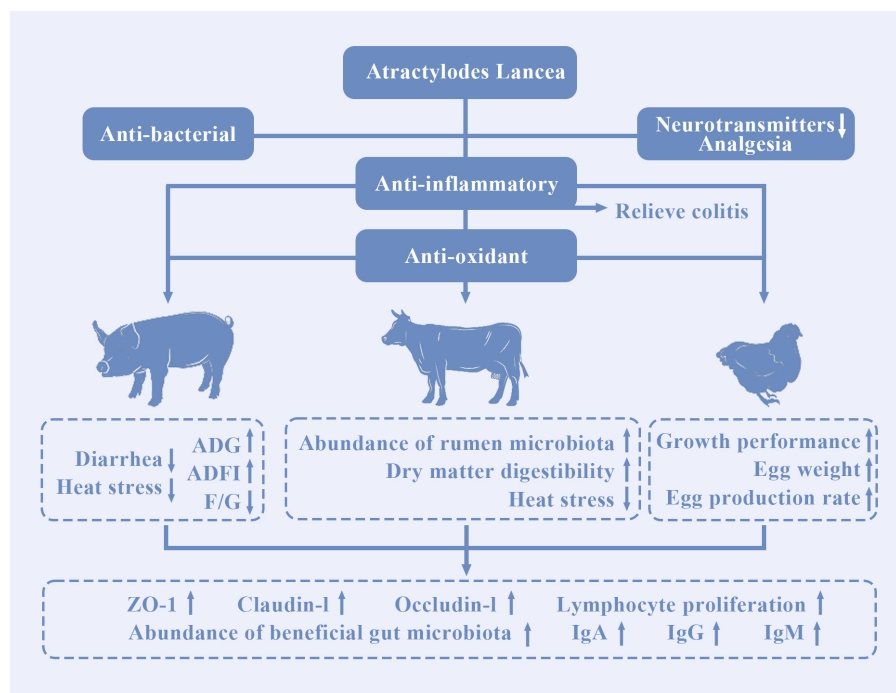 Atractylodes Lancea
Anti-bacterial
Neurotransmitters↓
Analgesia
Anti-inflammatory
Relieve colitis
Anti-oxidant
Diarrhea↓
Heat stress↓
ADG↑
ADFI↑
F/G↓
Abundance of rumen microbiota↑
Dry matter digestibility↑
Heat stress↓
Growth performance↑
Egg weight↑
Egg production rate↑
ZO-1↑ Claudin-l↑ Occludin-l↑ Lymphocyte proliferation↑
Abundance of beneficial gut microbiota↑ IgA↑ IgG↑ IgM↑